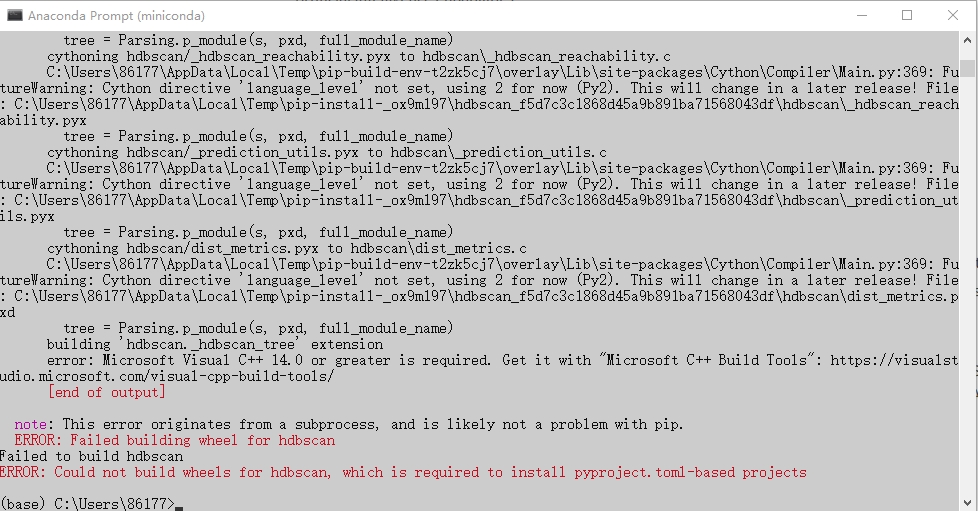 Anaconda Prompt (miniconda)
tree = Parsing.p_module(s, pxd, full_module_name)
cythoning hdbscan/_hdbscan_reachability.pyx to hdbscan\_hdbscan_reachability.c
C:\Users\86177\AppData\Local\Temp\pip-build-env-t2zk5cj7\overlay\Lib\site-packages\Cython\Compiler\Main.py:369: Fu
tureWarning: Cython directive 'language_level' not set, using 2 for now (Py2). This will change in a later release! File
: C:\Users\86177\AppData\Local\Temp\pip-install-_ox9ml97\hdbscan_f5d7c3c1868d45a9b891ba71568043df\hdbscan\_hdbscan_reach
ability.pyx
tree = Parsing.p_module(s, pxd, full_module_name)
cythoning hdbscan/_prediction_utils.pyx to hdbscan\_prediction_utils.c
C:\Users\86177\AppData\Local\Temp\pip-build-env-t2zk5cj7\overlay\Lib\site-packages\Cython\Compiler\Main.py:369: Fu
tureWarning: Cython directive 'language_level' not set, using 2 for now (Py2). This will change in a later release! File
: C:\Users\86177\AppData\Local\Temp\pip-install-_ox9ml97\hdbscan_f5d7c3c1868d45a9b891ba71568043df\hdbscan\_prediction_ut
ils.pyx
tree = Parsing.p_module(s, pxd, full_module_name)
cythoning hdbscan/dist_metrics.pyx to hdbscan\dist_metrics.c
C:\Users\86177\AppData\Local\Temp\pip-build-env-t2zk5cj7\overlay\Lib\site-packages\Cython\Compiler\Main.py:369: Fu
tureWarning: Cython directive 'language_level' not set, using 2 for now (Py2). This will change in a later release! File
: C:\Users\86177\AppData\Local\Temp\pip-install-_ox9ml97\hdbscan_f5d7c3c1868d45a9b891ba71568043df\hdbscan\dist_metrics.p
xd
tree = Parsing.p_module(s, pxd, full_module_name)
building 'hdbscan._hdbscan_tree' extension
error: Microsoft Visual C++ 14.0 or greater is required. Get it with "Microsoft C++ Build Tools": https://visualst
udio.microsoft.com/visual-cpp-build-tools/
[end of output]
note: This error originates from a subprocess, and is likely not a problem with pip.
ERROR: Failed building wheel for hdbscan
Failed to build hdbscan
ERROR: Could not build wheels for hdbscan, which is required to install pyproject.toml-based projects
(base) C:\Users\86177>